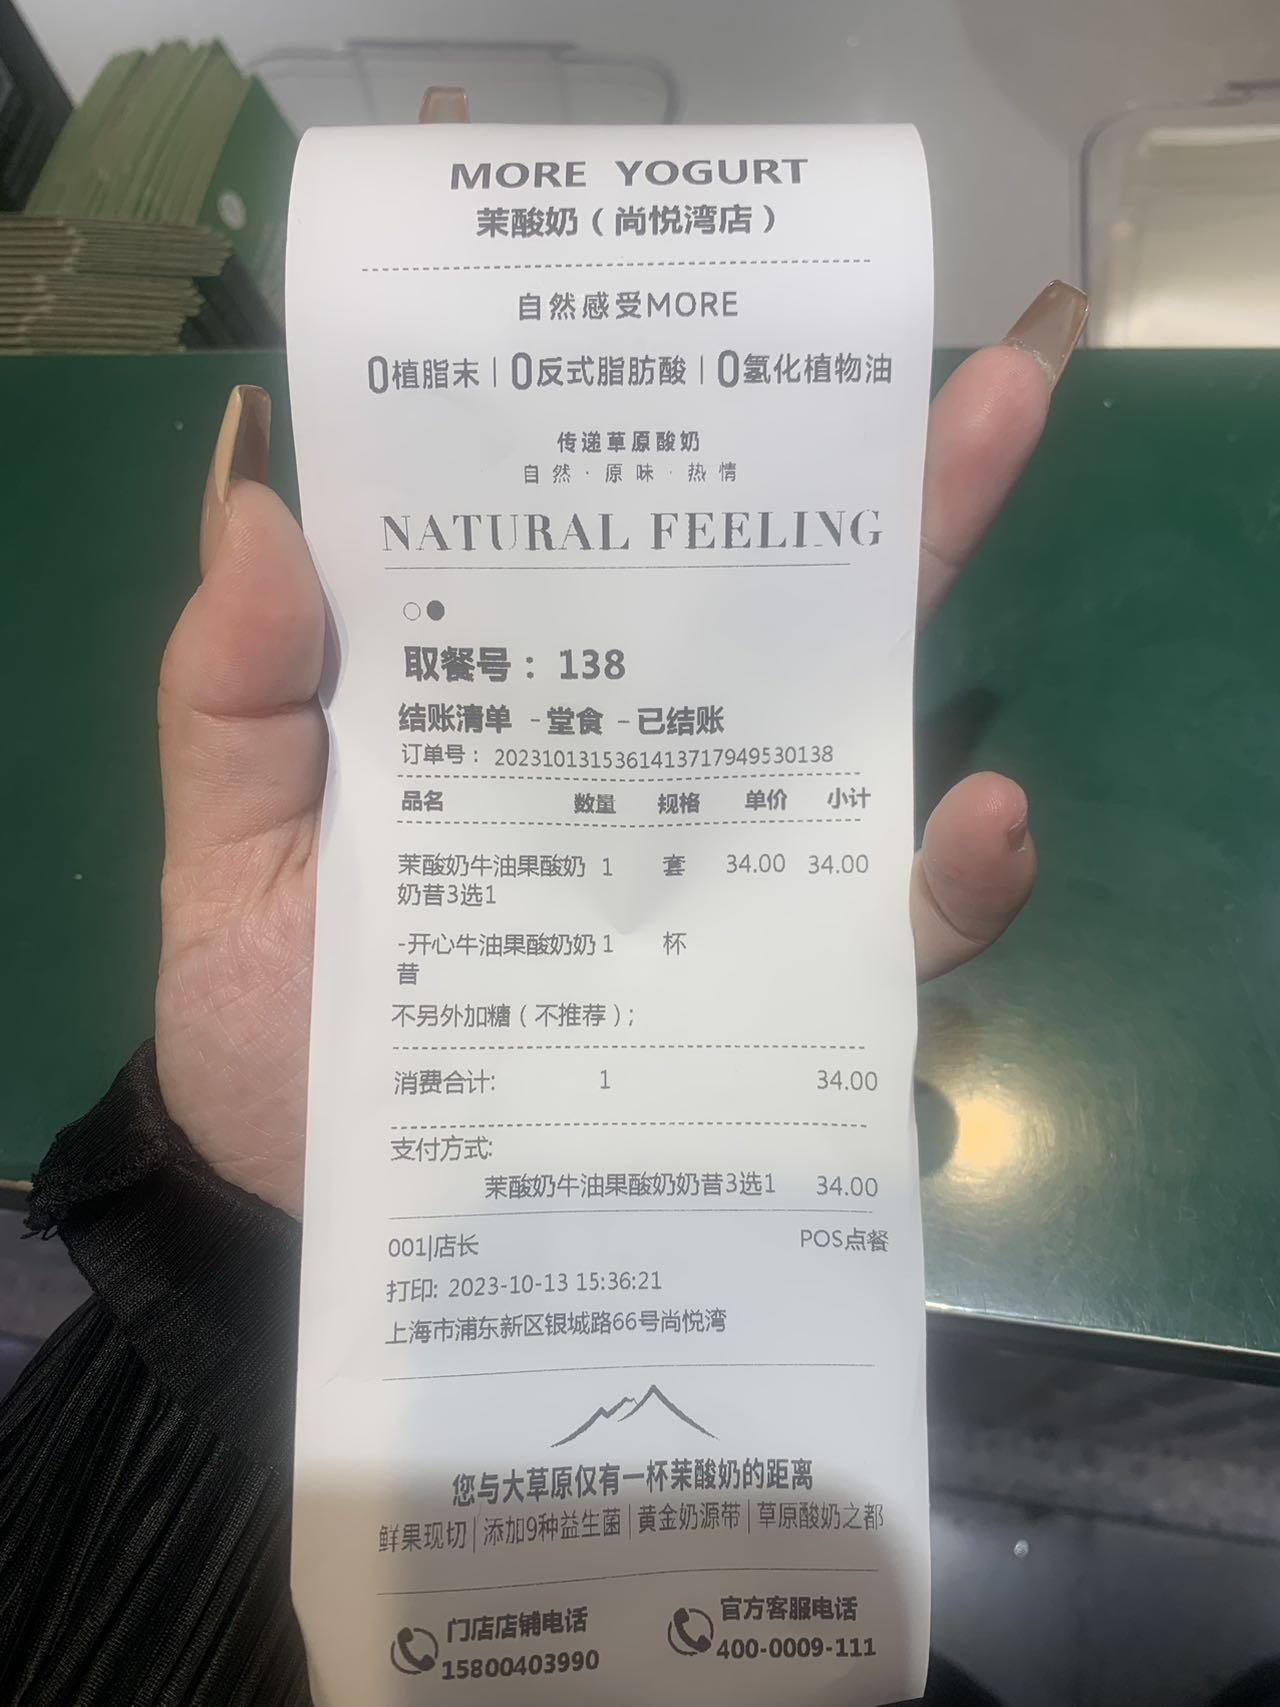 MORE YOGURT
茉酸奶（尚悦湾店）
自然感受MORE
0植脂末｜0反式脂肪酸｜0氢化植物油
传递草原酸奶
自然·原味·热情
NATURAL FEELING
取餐号：138
结账清单 -堂食 -已结账
订单号：20231013153614137179495301​38
品名 数量 规格 单价 小计
茉酸奶牛油果酸奶 1 套 34.00 34.00
奶昔3选1
-开心牛油果酸奶奶 1 杯
昔
不另外加糖（不推荐）;
消费合计: 1 34.00
支付方式:
茉酸奶牛油果酸奶奶昔3选1 34.00
001|店长 POS点餐
打印: 2023-10-13 15:36:21
上海市浦东新区银城路66号尚悦湾
您与大草原仅有一杯茉酸奶的距离
鲜果现切｜添加9种益生菌｜黄金奶源带｜草原酸奶之都
门店店铺电话 官方客服电话
15800403990 400-0009-111